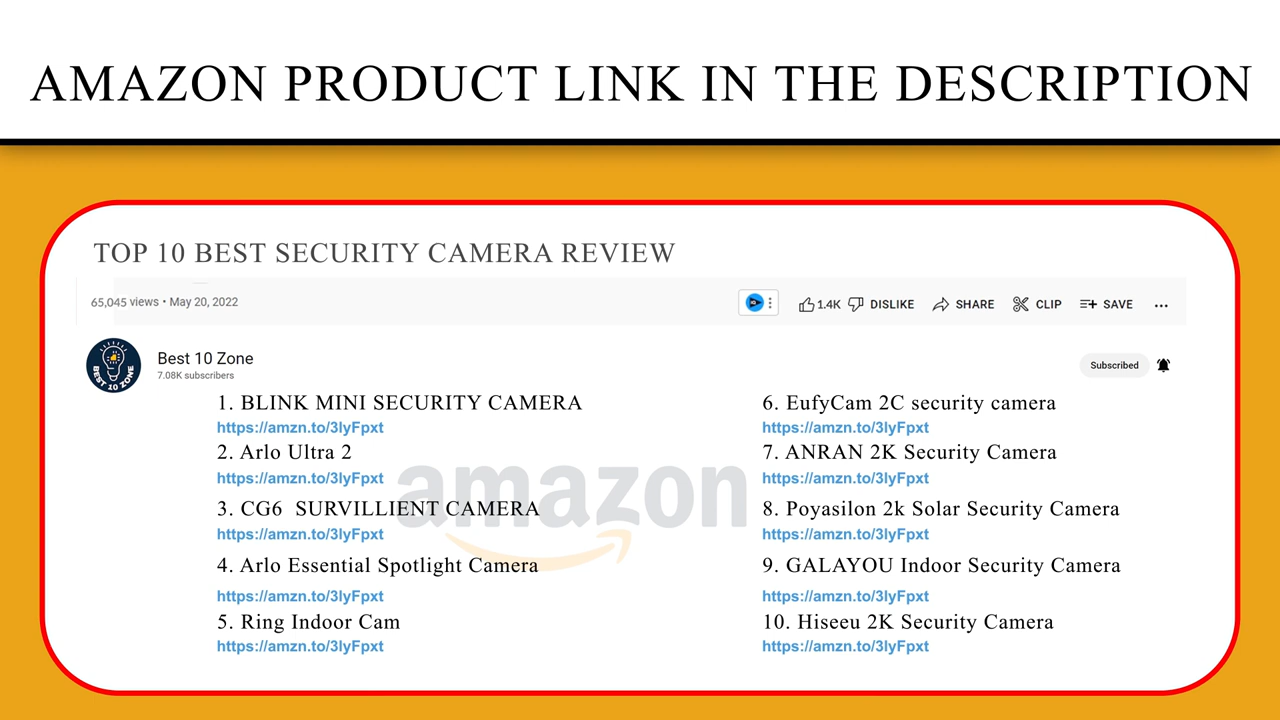 AMAZON PRODUCT LINK IN THE DESCRIPTION
TOP 10 BEST SECURITY CAMERA REVIEW
65,045 views • May 20, 2022
1.4K DISLIKE SHARE CLIP SAVE ...
BEST 10 ZONE
Best 10 Zone
7.08K subscribers
Subscribed
amazon
1. BLINK MINI SECURITY CAMERA
https://amzn.to/3lyFpxt
2. Arlo Ultra 2
https://amzn.to/3lyFpxt
3. CG6 SURVILLIENT CAMERA
https://amzn.to/3lyFpxt
4. Arlo Essential Spotlight Camera
https://amzn.to/3lyFpxt
5. Ring Indoor Cam
https://amzn.to/3lyFpxt
6. EufyCam 2C security camera
https://amzn.to/3lyFpxt
7. ANRAN 2K Security Camera
https://amzn.to/3lyFpxt
8. Poyasilon 2k Solar Security Camera
https://amzn.to/3lyFpxt
9. GALAYOU Indoor Security Camera
https://amzn.to/3lyFpxt
10. Hiseeu 2K Security Camera
https://amzn.to/3lyFpxt